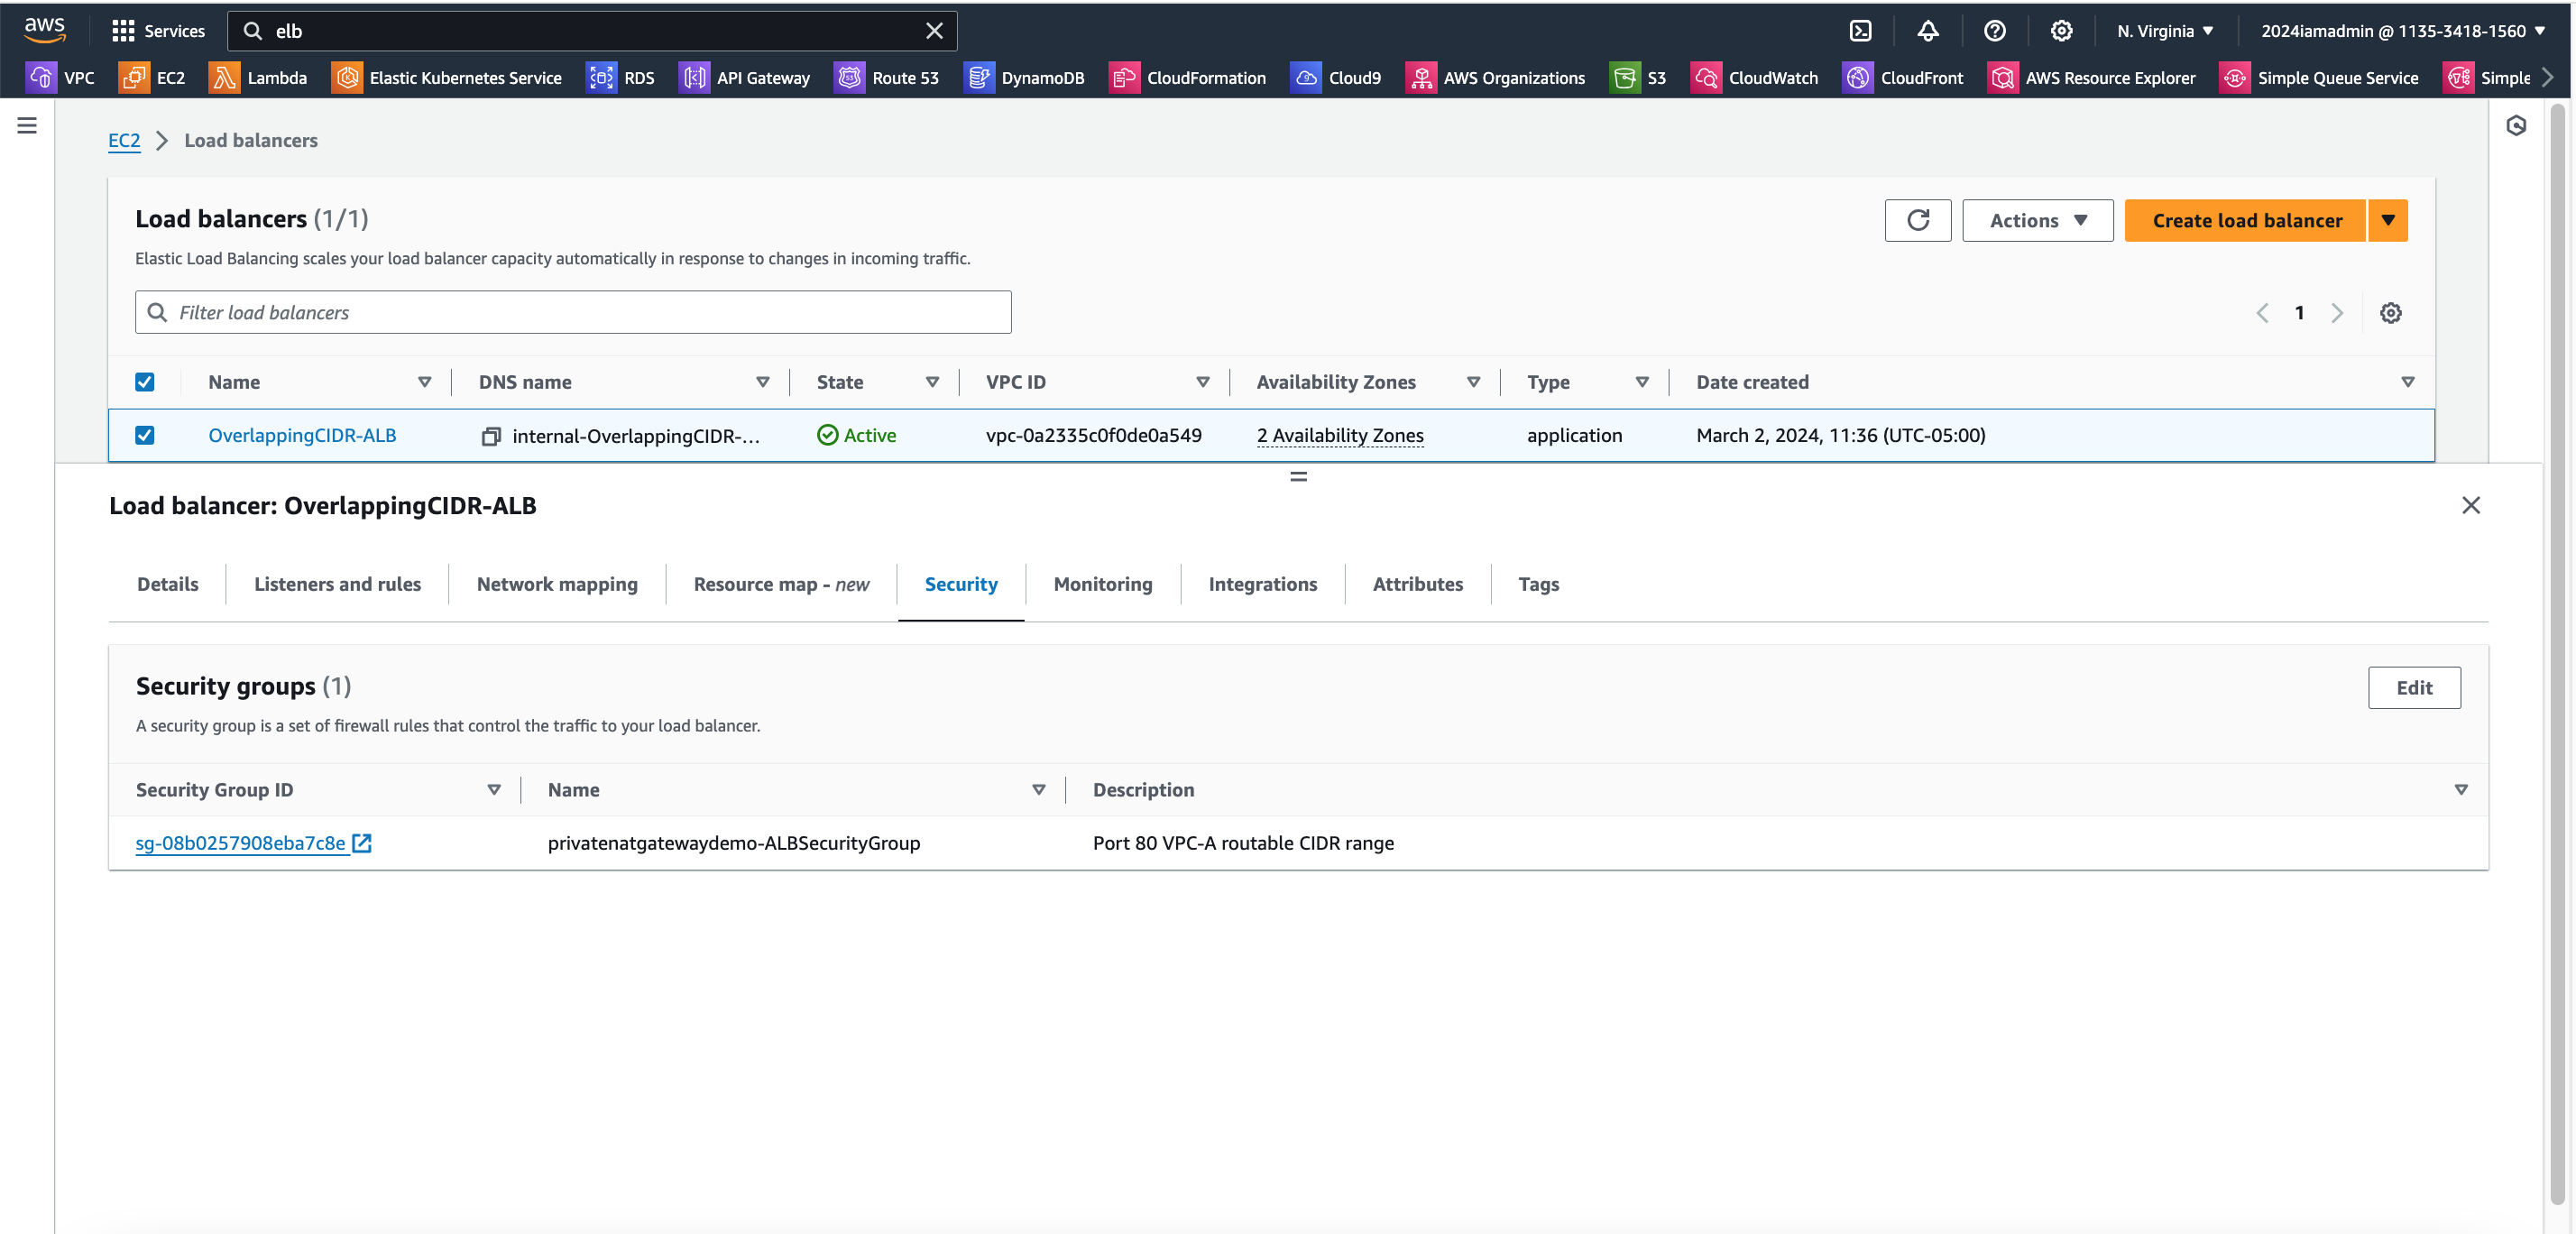 aws Services elb N. Virginia 2024iamadmin @ 1135-3418-1560
VPC EC2 Lambda Elastic Kubernetes Service RDS API Gateway Route 53 DynamoDB CloudFormation Cloud9 AWS Organizations S3 CloudWatch CloudFront AWS Resource Explorer Simple Queue Service Simple
EC2 Load balancers
Load balancers (1/1)
Actions Create load balancer
Elastic Load Balancing scales your load balancer capacity automatically in response to changes in incoming traffic.
Filter load balancers 1
Name DNS name State VPC ID Availability Zones Type Date created
OverlappingCIDR-ALB internal-OverlappingCIDR-... Active vpc-0a2335c0f0de0a549 2 Availability Zones application March 2, 2024, 11:36 (UTC-05:00)
Load balancer: OverlappingCIDR-ALB
Details Listeners and rules Network mapping Resource map - new Security Monitoring Integrations Attributes Tags
Security groups (1) Edit
A security group is a set of firewall rules that control the traffic to your load balancer.
Security Group ID Name Description
sg-08b0257908eba7c8e privatenatgatewaydemo-ALBSecurityGroup Port 80 VPC-A routable CIDR range